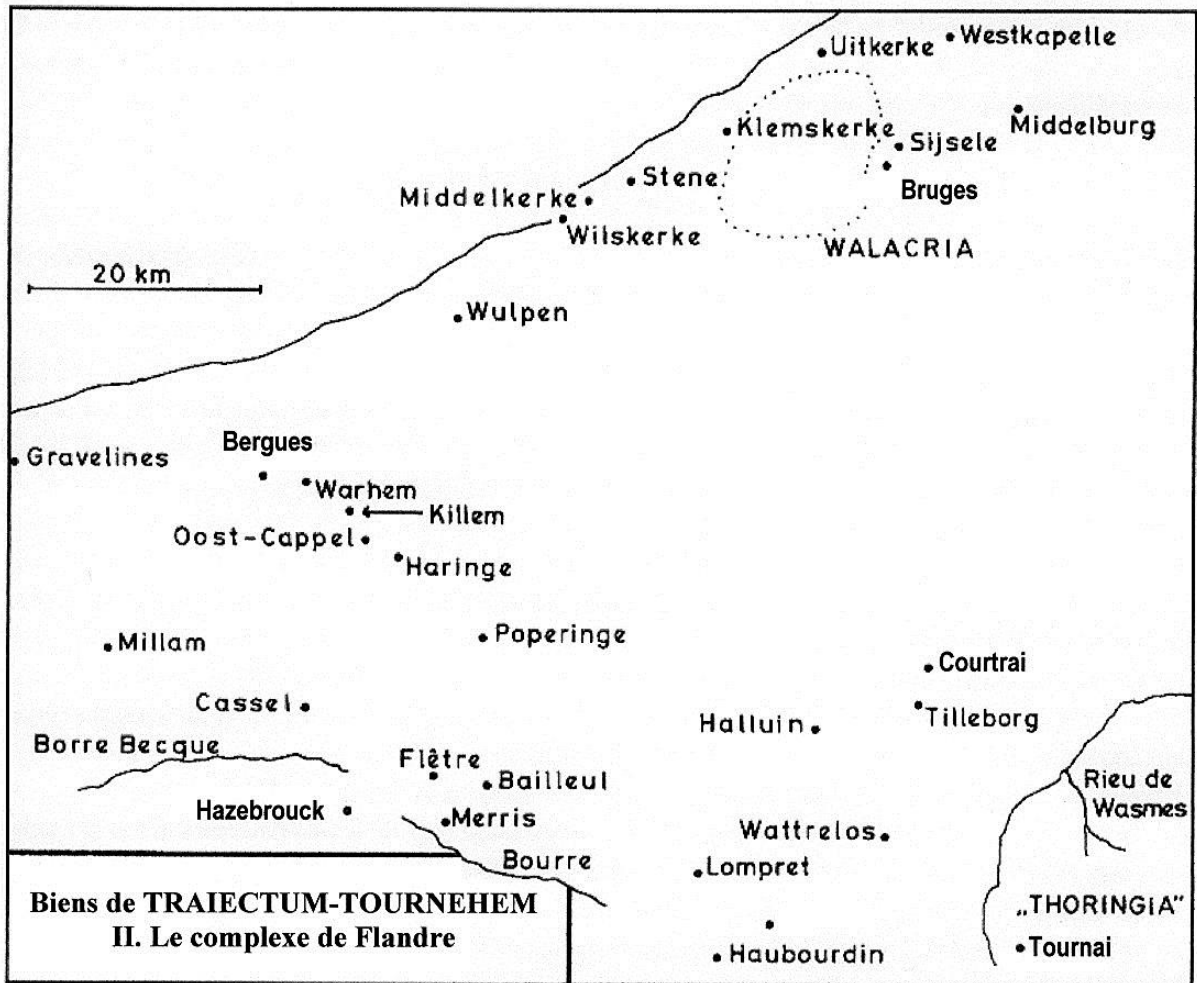 Westkapelle
Uitkerke
Middelburg
Klemskerke
Sijsele
Bruges
Stene
Middelkerke
Wilskerke
WALACRIA
20 km
Wulpen
Bergues
Gravelines
Warhem
Killem
Oost-Cappel
Haringe
Millam
Poperinge
Courtrai
Cassel
Tilleborg
Halluin
Borre Becque
Flêtre
Bailleul
Rieu de
Wasmes
Hazebrouck
Merris
Wattrelos
Bourre
Lompret
Biens de TRAIECTUM-TOURNEHEM
II. Le complexe de Flandre
„THORINGIA"
Tournai
Haubourdin